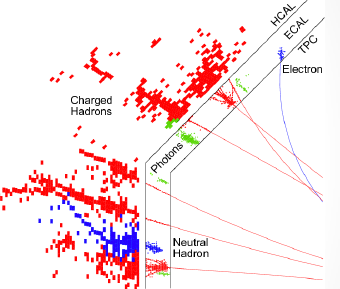 HCAL
ECAL
TPC
Electron
Charged
Hadrons
Photons
Neutral
Hadron